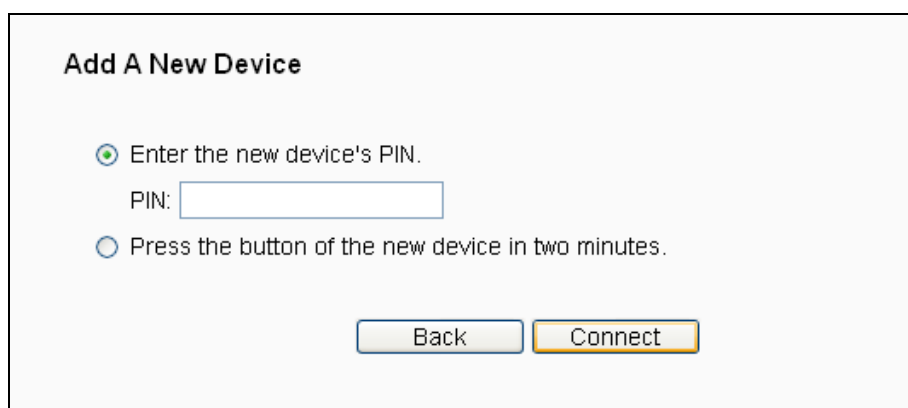 Add A New Device
Enter the new device's PIN.
PIN:
Press the button of the new device in two minutes.
Back Connect